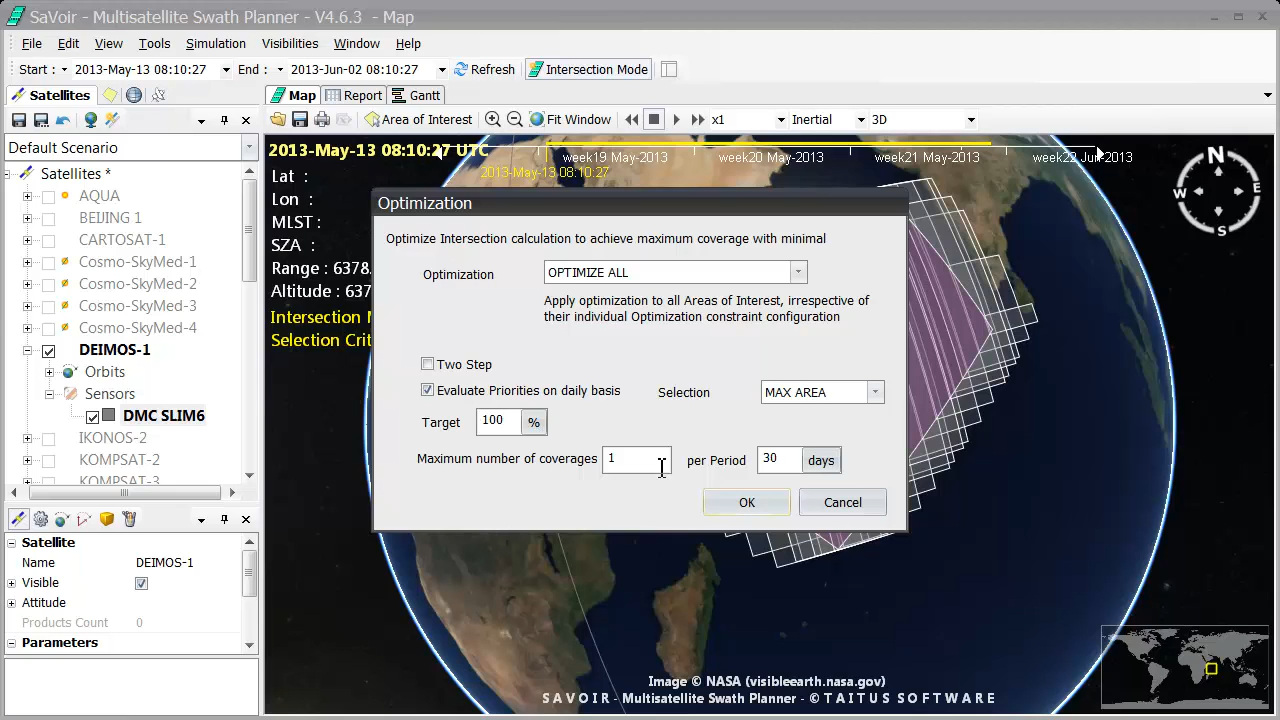 SaVoir - Multisatellite Swath Planner - V4.6.3 - Map
File Edit View Tools Simulation Visibilities Window Help
Start : 2013-May-13 08:10:27 End : 2013-Jun-02 08:10:27 Refresh Intersection Mode
Satellites
Map Report Gantt
Area of Interest Fit Window x1 Inertial 3D
Default Scenario
Satellites *
AQUA
BEIJING 1
CARTOSAT-1
Cosmo-SkyMed-1
Cosmo-SkyMed-2
Cosmo-SkyMed-3
Cosmo-SkyMed-4
DEIMOS-1
Orbits
Sensors
DMC SLIM6
IKONOS-2
KOMPSAT-2
KOMPSAT-3
Satellite
Name DEIMOS-1
Visible
Attitude
Products Count 0
Parameters
2013-May-13 08:10:27 UTC
week19 May-2013 week20 May-2013 week21 May-2013 week22 Jun-2013
2013-May-13 08:10:27
Lat :
Lon :
MLST :
SZA :
Range : 6378.
Altitude : 637
Intersection M
Selection Crit
N
W E
S
Optimization
Optimize Intersection calculation to achieve maximum coverage with minimal
Optimization OPTIMIZE ALL
Apply optimization to all Areas of Interest, irrespective of
their individual Optimization constraint configuration
Two Step
Evaluate Priorities on daily basis Selection MAX AREA
Target 100 %
Maximum number of coverages 1 per Period 30 days
OK Cancel
Image © NASA (visibleearth.nasa.gov)
SAVOIR - Multisatellite Swath Planner - © TAITUS SOFTWARE